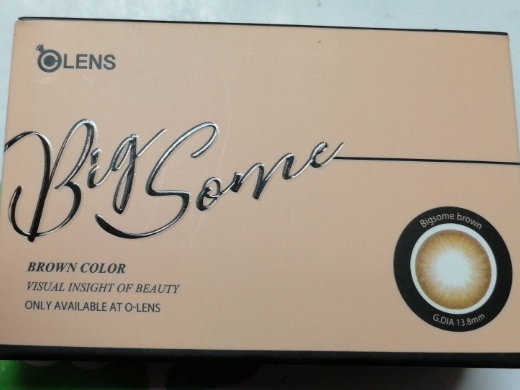 OLENS
Big Some
BROWN COLOR
VISUAL INSIGHT OF BEAUTY
ONLY AVAILABLE AT O-LENS
Bigsome brown
G.DIA 13.8mm